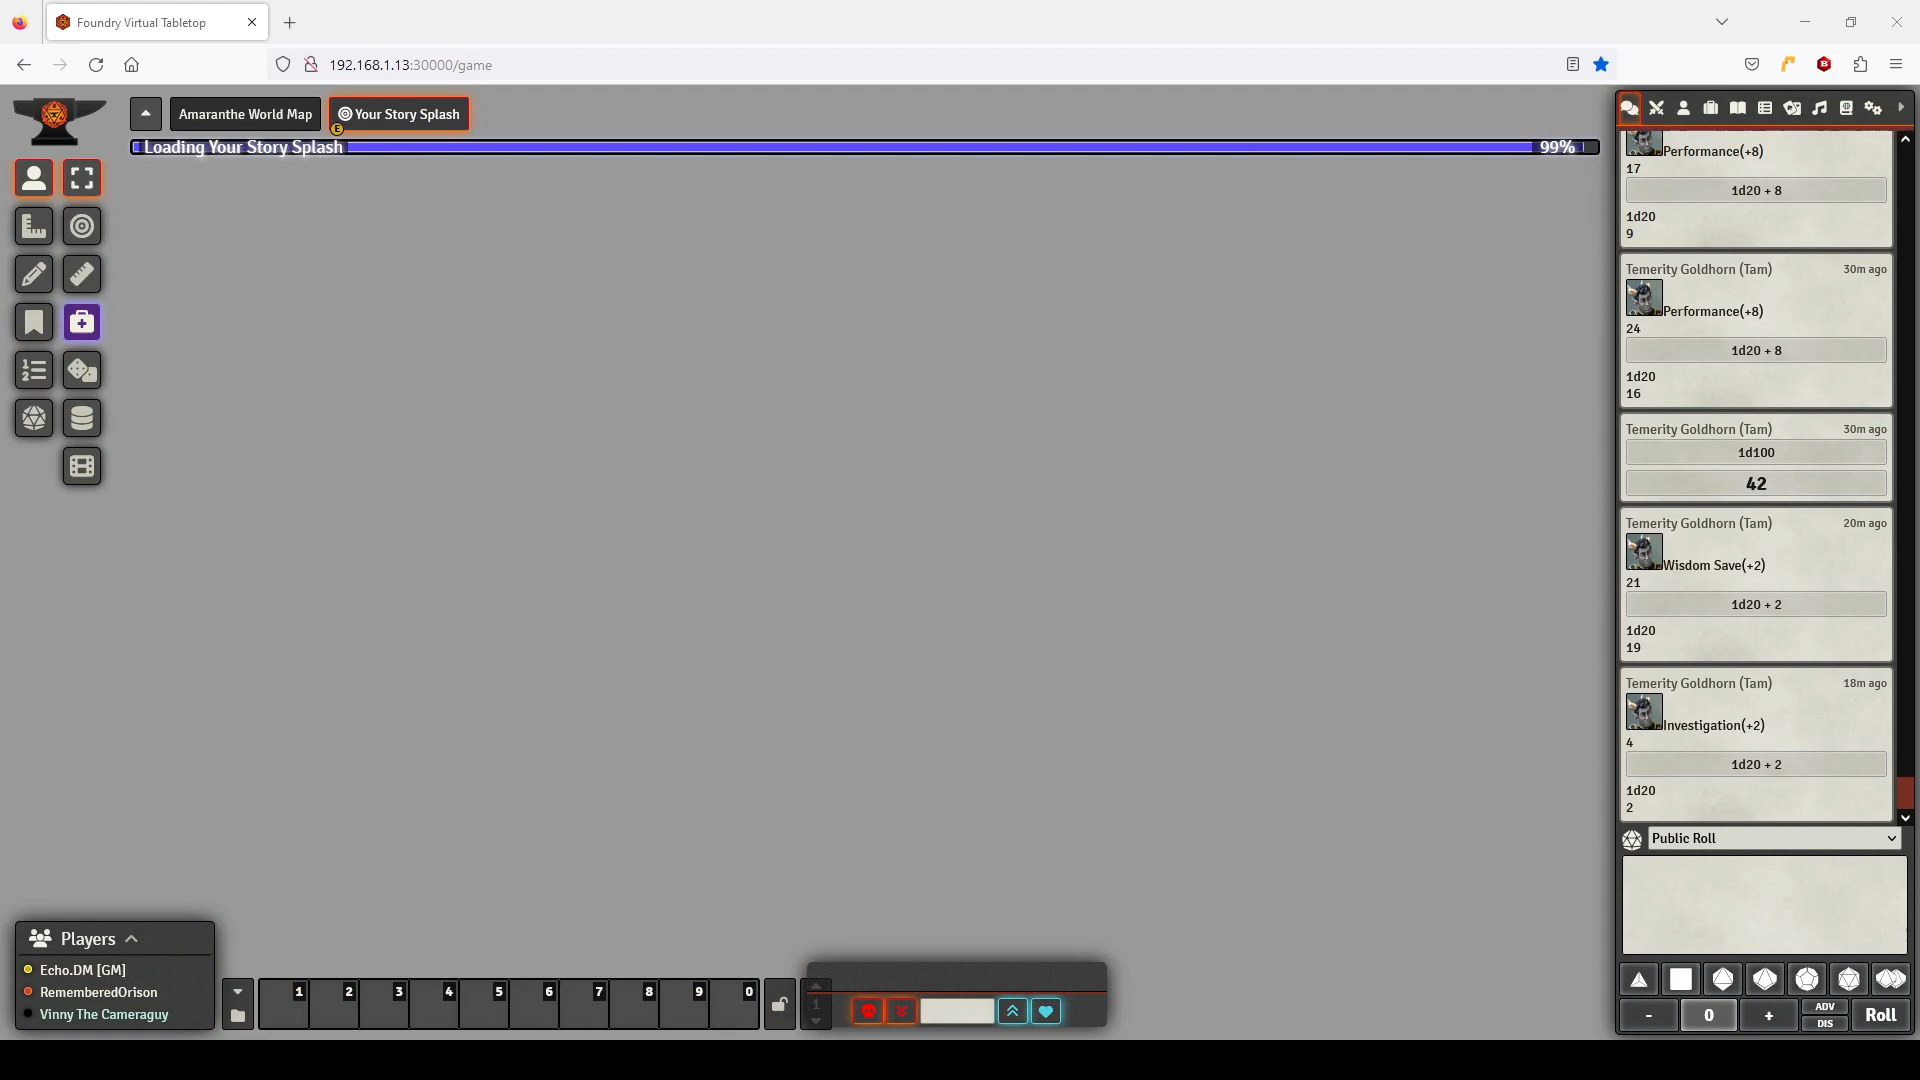 Foundry Virtual Tabletop
192.168.1.13:30000/game
Amaranthe World Map
Your Story Splash
E
Loading Your Story Splash
99%
Performance(+8)
17
1d20 + 8
1d20
9
Temerity Goldhorn (Tam)
30m ago
Performance(+8)
24
1d20 + 8
1d20
16
Temerity Goldhorn (Tam)
30m ago
1d100
42
Temerity Goldhorn (Tam)
20m ago
Wisdom Save(+2)
21
1d20 + 2
1d20
19
Temerity Goldhorn (Tam)
18m ago
Investigation(+2)
4
1d20 + 2
1d20
2
Public Roll
Players
Echo.DM [GM]
RememberedOrison
Vinny The Cameraguy
1 2 3 4 5 6 7 8 9 0
1
- 0 +
ADV
DIS
Roll